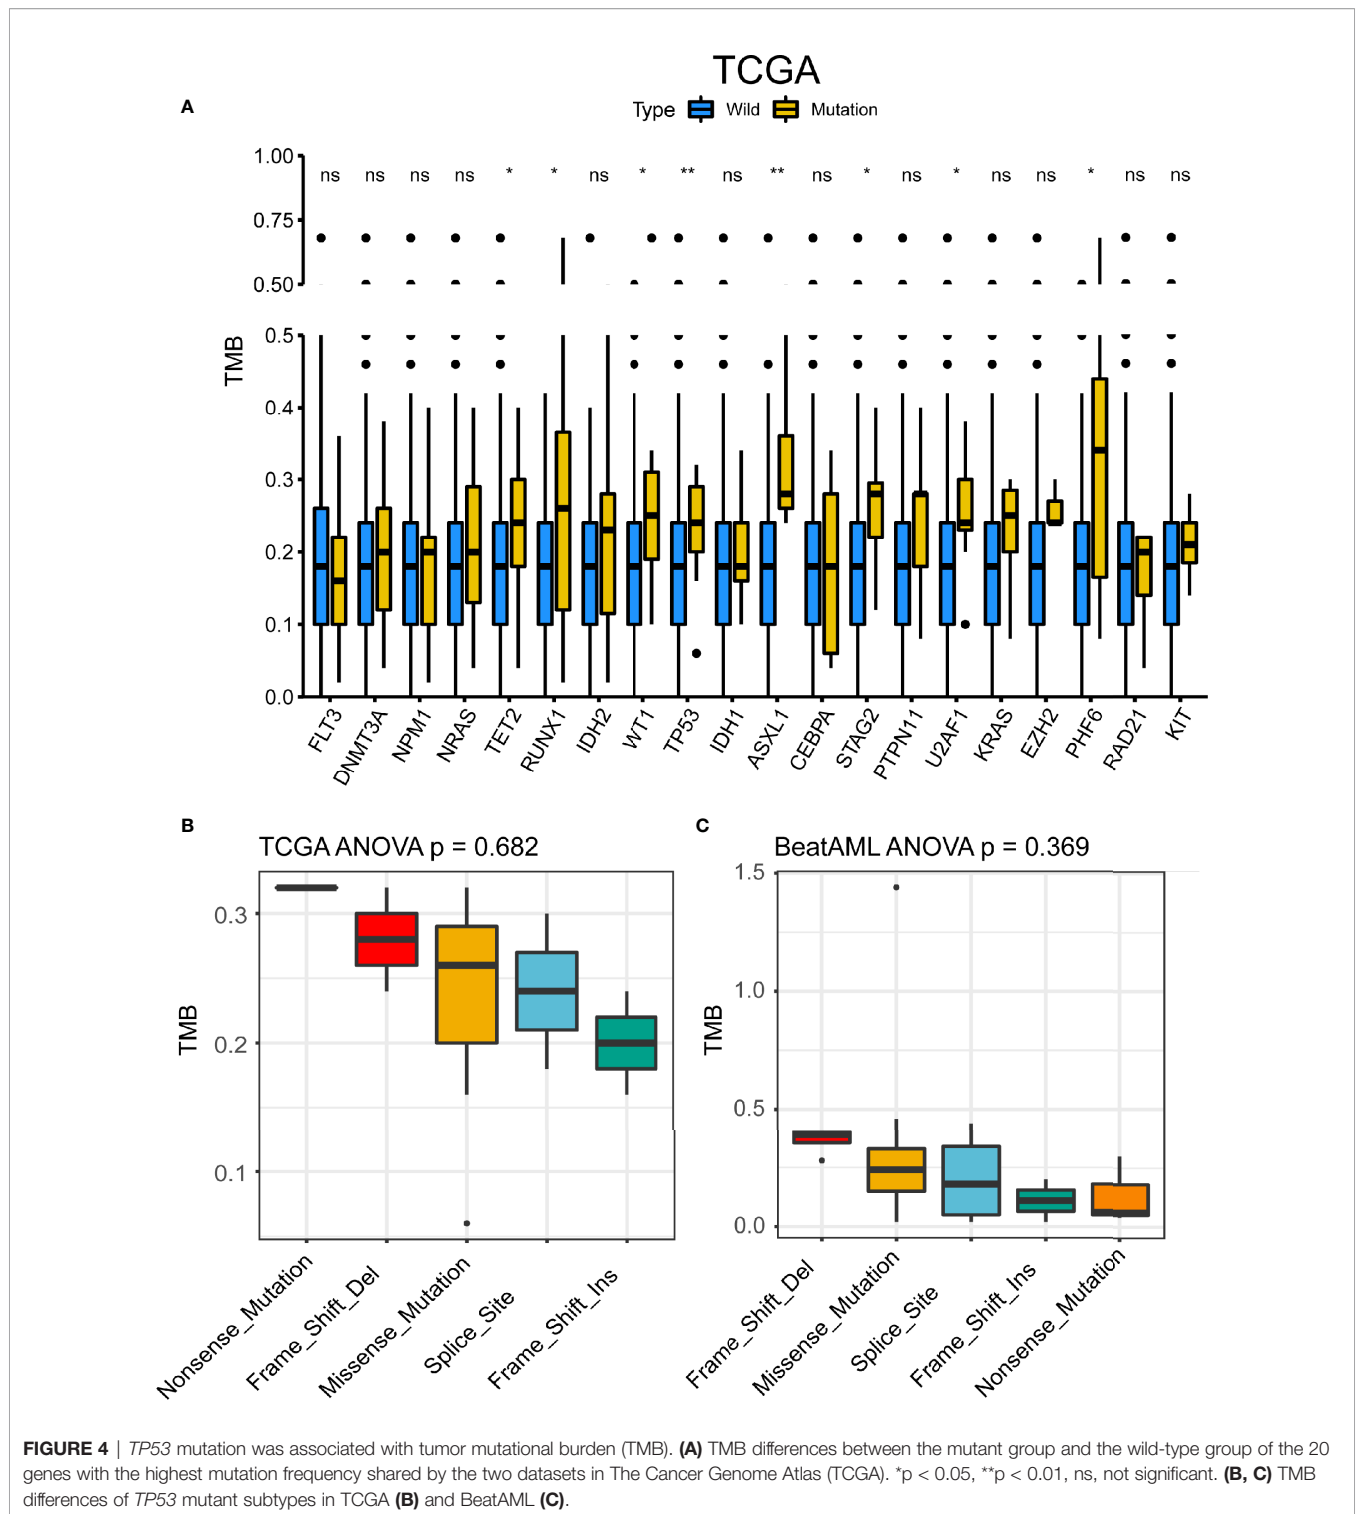 TCGA
A
Type Wild Mutation
1.00
ns ns ns ns * * ns * ** ns ** ns * ns * ns ns * ns ns
0.75
0.50
0.5
TMB
0.4
0.3
0.2
0.1
0.0
FLT3 DNMT3A NPM1 NRAS TET2 RUNX1 IDH2 WT1 TP53 IDH1 ASXL1 CEBPA STAG2 PTPN11 U2AF1 KRAS EZH2 PHF6 RAD21 KIT
B
TCGA ANOVA p = 0.682
0.3
TMB
0.2
0.1
Nonsense_Mutation Frame_Shift_Del Missense_Mutation Splice_Site Frame_Shift_Ins
C
BeatAML ANOVA p = 0.369
1.5
1.0
TMB
0.5
0.0
Frame_Shift_Del Missense_Mutation Splice_Site Frame_Shift_Ins Nonsense_Mutation
FIGURE 4 | TP53 mutation was associated with tumor mutational burden (TMB). (A) TMB differences between the mutant group and the wild-type group of the 20
genes with the highest mutation frequency shared by the two datasets in The Cancer Genome Atlas (TCGA). *p < 0.05, **p < 0.01, ns, not significant. (B, C) TMB
differences of TP53 mutant subtypes in TCGA (B) and BeatAML (C).